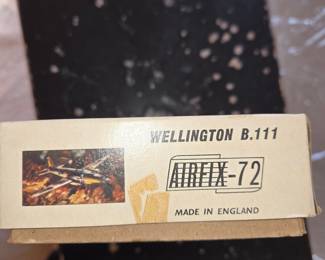 WELLINGTON B.111
AIRFIX-72
MADE IN ENGLAND